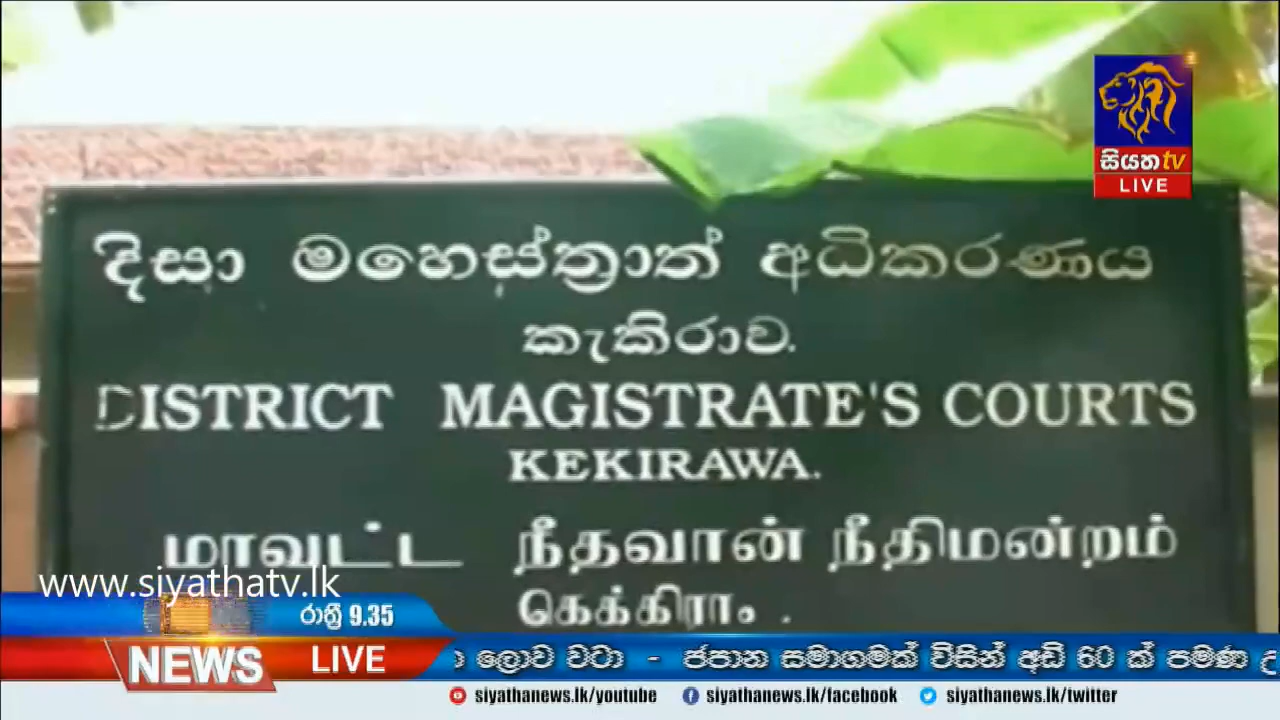 සියත tv
LIVE
දිසා මහෙස්ත්‍රාත් අධිකරණය
කැකිරාව.
DISTRICT MAGISTRATE'S COURTS
KEKIRAWA.
மாவட்ட நீதவான் நீதிமன்றம்
www.siyathatv.lk
රාත්‍රී 9.35
NEWS LIVE
ලොව වටා - ජපාන සමාගමක් විසින් අඩි 60 ක් පමණ
siyathanews.lk/youtube siyathanews.lk/facebook siyathanews.lk/twitter